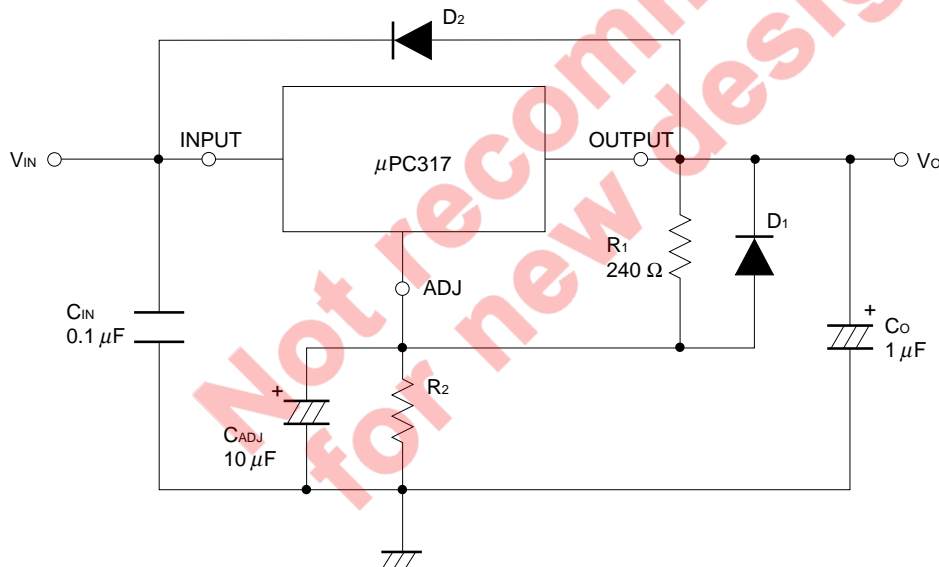 D2
INPUT
OUTPUT
VIN
μPC317
VO
D1
R1
240 Ω
ADJ
CIN
0.1 μF
+
CO
1 μF
R2
+
CADJ
10 μF
Not recomm
for new design